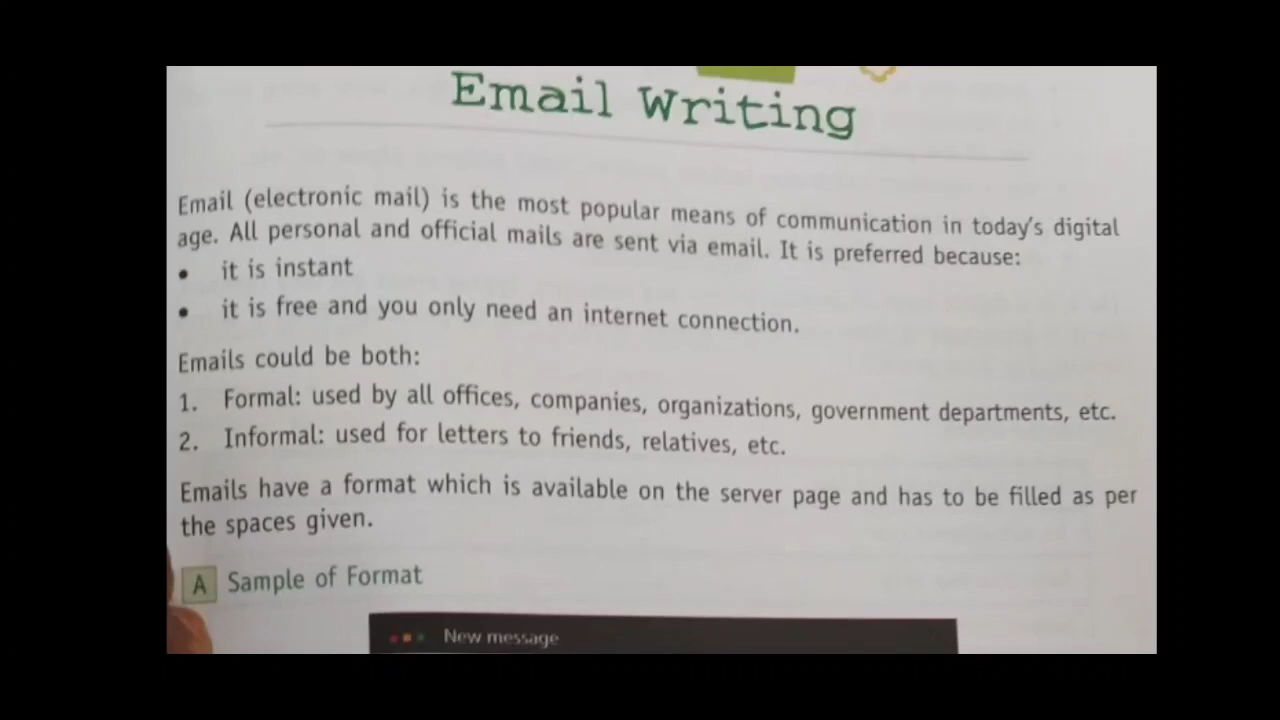 Email Writing
Email (electronic mail) is the most popular means of communication in today's digital
age. All personal and official mails are sent via email. It is preferred because:
• it is instant
• it is free and you only need an internet connection.
Emails could be both:
1. Formal: used by all offices, companies, organizations, government departments, etc.
2. Informal: used for letters to friends, relatives, etc.
Emails have a format which is available on the server page and has to be filled as per
the spaces given.
A Sample of Format
New message